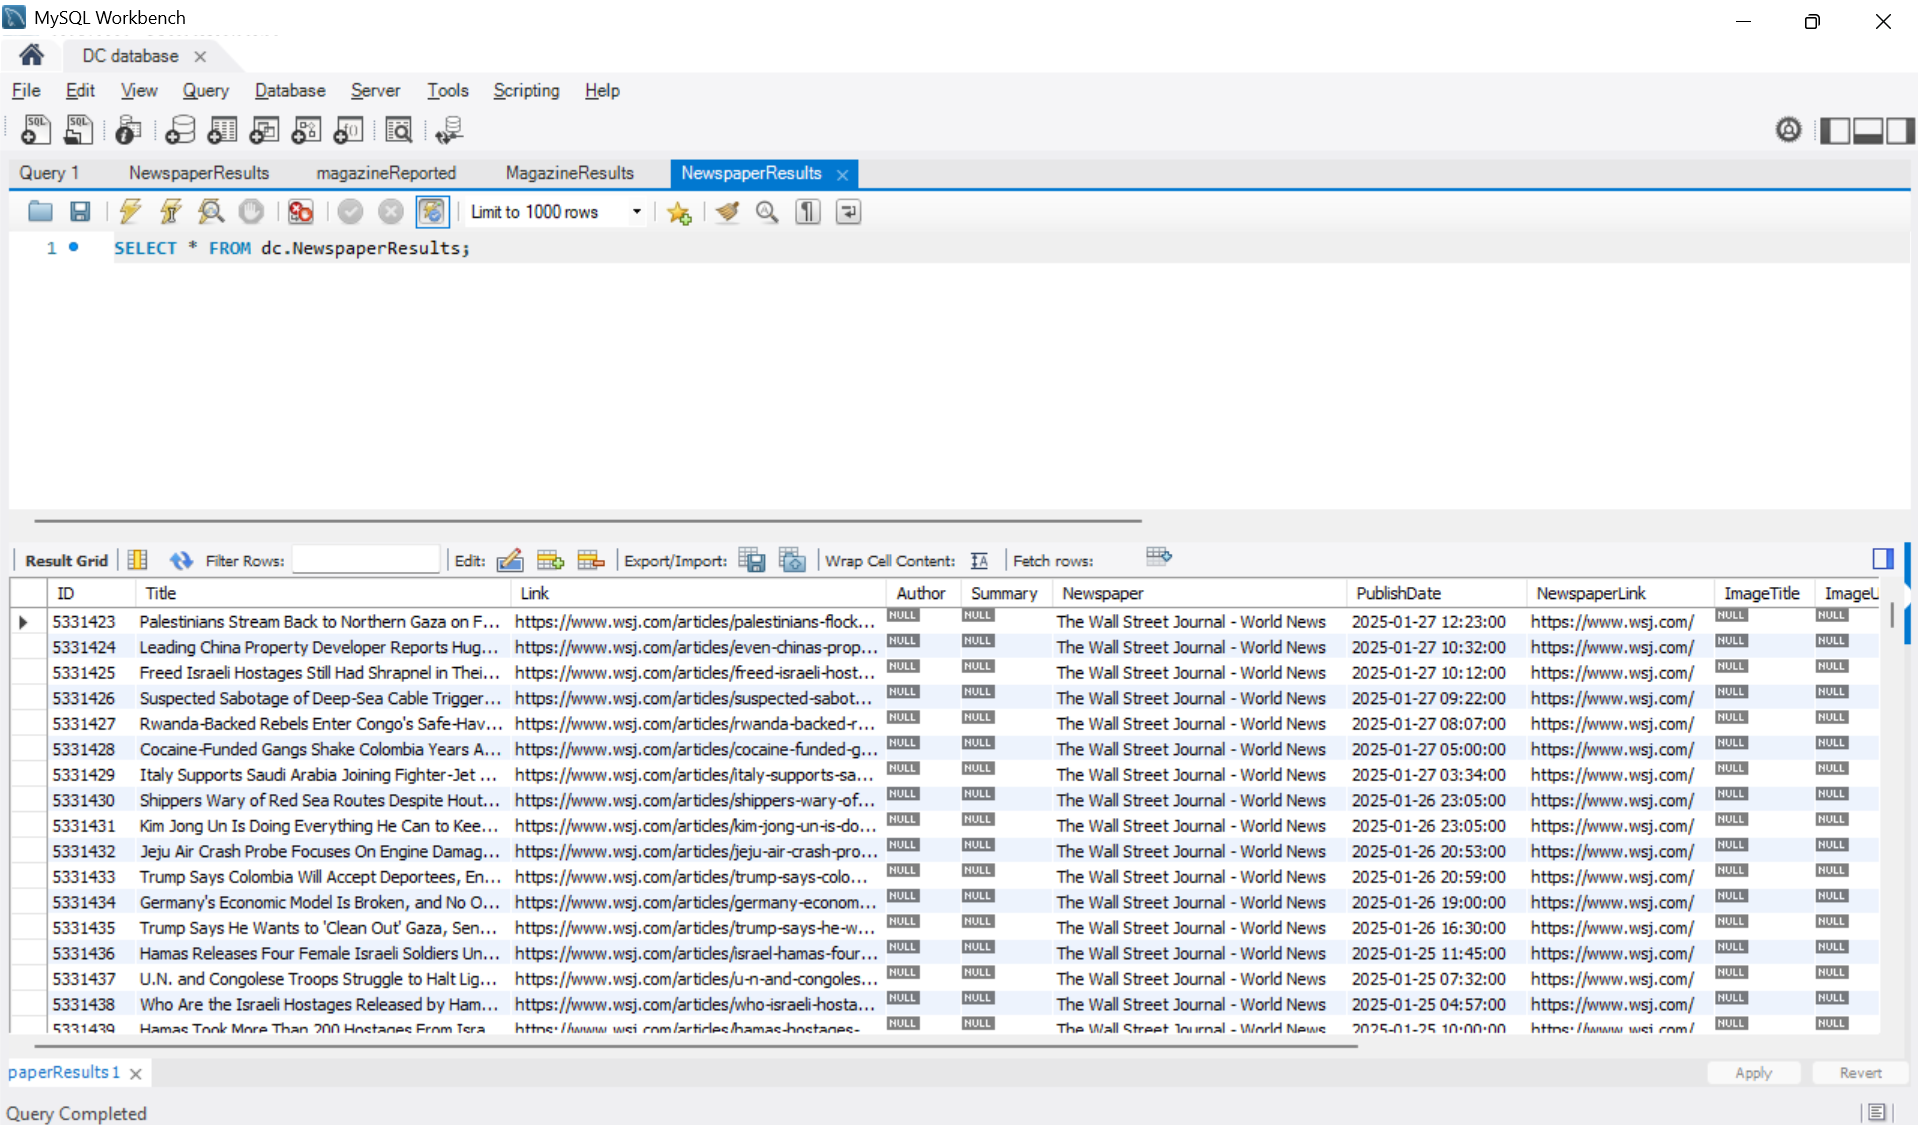 MySQL Workbench
DC database
File Edit View Query Database Server Tools Scripting Help
Query 1 NewspaperResults magazineReported MagazineResults NewspaperResults
Limit to 1000 rows
1 SELECT * FROM dc.NewspaperResults;
Result Grid Filter Rows: Edit: Export/Import: Wrap Cell Content: Fetch rows:
ID Title Link Author Summary Newspaper PublishDate NewspaperLink ImageTitle ImageU
5331423 Palestinians Stream Back to Northern Gaza on F... https://www.wsj.com/articles/palestinians-flock... NULL NULL The Wall Street Journal - World News 2025-01-27 12:23:00 https://www.wsj.com/ NULL NULL
5331424 Leading China Property Developer Reports Hug... https://www.wsj.com/articles/even-chinas-prop... NULL NULL The Wall Street Journal - World News 2025-01-27 10:32:00 https://www.wsj.com/ NULL NULL
5331425 Freed Israeli Hostages Still Had Shrapnel in Thei... https://www.wsj.com/articles/freed-israeli-host... NULL NULL The Wall Street Journal - World News 2025-01-27 10:12:00 https://www.wsj.com/ NULL NULL
5331426 Suspected Sabotage of Deep-Sea Cable Trigger... https://www.wsj.com/articles/suspected-sabot... NULL NULL The Wall Street Journal - World News 2025-01-27 09:22:00 https://www.wsj.com/ NULL NULL
5331427 Rwanda-Backed Rebels Enter Congo's Safe-Hav... https://www.wsj.com/articles/rwanda-backed-r... NULL NULL The Wall Street Journal - World News 2025-01-27 08:07:00 https://www.wsj.com/ NULL NULL
5331428 Cocaine-Funded Gangs Shake Colombia Years A... https://www.wsj.com/articles/cocaine-funded-g... NULL NULL The Wall Street Journal - World News 2025-01-27 05:00:00 https://www.wsj.com/ NULL NULL
5331429 Italy Supports Saudi Arabia Joining Fighter-Jet ... https://www.wsj.com/articles/italy-supports-sa... NULL NULL The Wall Street Journal - World News 2025-01-27 03:34:00 https://www.wsj.com/ NULL NULL
5331430 Shippers Wary of Red Sea Routes Despite Hout... https://www.wsj.com/articles/shippers-wary-of... NULL NULL The Wall Street Journal - World News 2025-01-26 23:05:00 https://www.wsj.com/ NULL NULL
5331431 Kim Jong Un Is Doing Everything He Can to Kee... https://www.wsj.com/articles/kim-jong-un-is-do... NULL NULL The Wall Street Journal - World News 2025-01-26 23:05:00 https://www.wsj.com/ NULL NULL
5331432 Jeju Air Crash Probe Focuses On Engine Damag... https://www.wsj.com/articles/jeju-air-crash-pro... NULL NULL The Wall Street Journal - World News 2025-01-26 20:53:00 https://www.wsj.com/ NULL NULL
5331433 Trump Says Colombia Will Accept Deportees, En... https://www.wsj.com/articles/trump-says-colo... NULL NULL The Wall Street Journal - World News 2025-01-26 20:59:00 https://www.wsj.com/ NULL NULL
5331434 Germany's Economic Model Is Broken, and No O... https://www.wsj.com/articles/germany-econom... NULL NULL The Wall Street Journal - World News 2025-01-26 19:00:00 https://www.wsj.com/ NULL NULL
5331435 Trump Says He Wants to 'Clean Out' Gaza, Sen... https://www.wsj.com/articles/trump-says-he-w... NULL NULL The Wall Street Journal - World News 2025-01-26 16:30:00 https://www.wsj.com/ NULL NULL
5331436 Hamas Releases Four Female Israeli Soldiers Un... https://www.wsj.com/articles/israel-hamas-four... NULL NULL The Wall Street Journal - World News 2025-01-25 11:45:00 https://www.wsj.com/ NULL NULL
5331437 U.N. and Congolese Troops Struggle to Halt Lig... https://www.wsj.com/articles/u-n-and-congoles... NULL NULL The Wall Street Journal - World News 2025-01-25 07:32:00 https://www.wsj.com/ NULL NULL
5331438 Who Are the Israeli Hostages Released by Ham... https://www.wsj.com/articles/who-israeli-hosta... NULL NULL The Wall Street Journal - World News 2025-01-25 04:57:00 https://www.wsj.com/ NULL NULL
5331439 Hamas Took More Than 200 Hostages From Isra https://www.wsj.com/articles/hamas-hostages- NULL NULL The Wall Street Journal - World News 2025-01-25 10:00:00 https://www.wsj.com/ NULL NULL
paperResults 1 Apply Revert
Query Completed